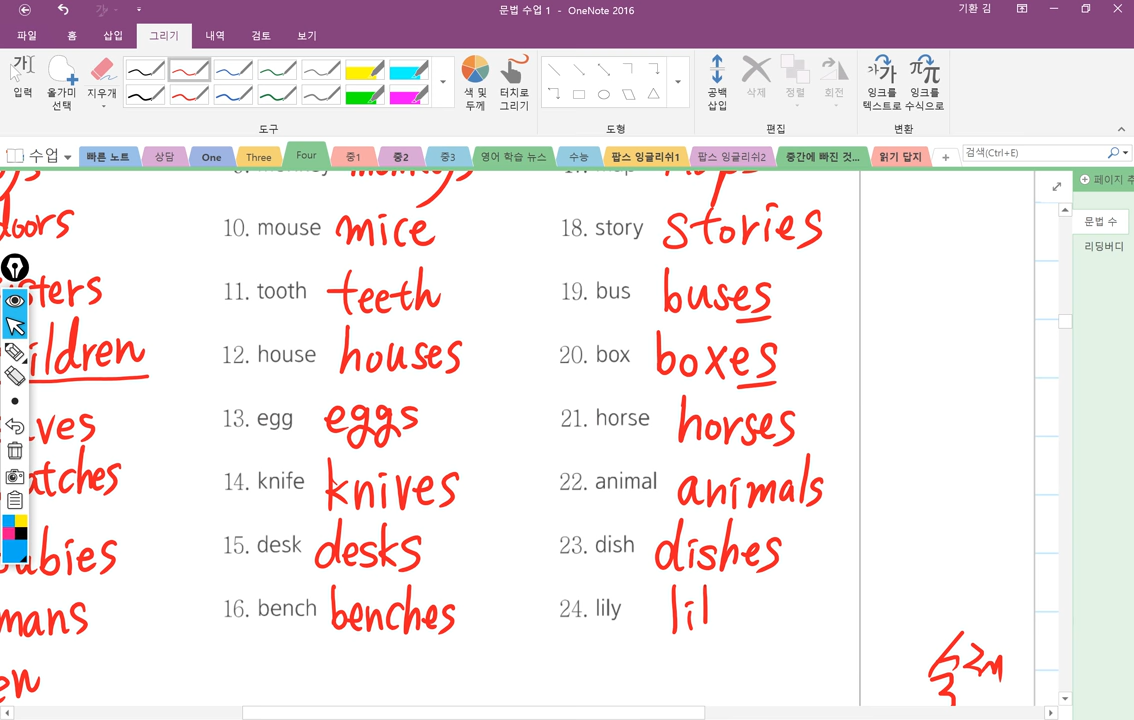 문법 수업 1 - OneNote 2016
기환 김
파일 홈 삽입 그리기 내역 검토 보기
입력 올가미 선택 지우개
색 및 두께 터치로 그리기
공백 삽입 삭제 정렬 회전
잉크를 텍스트로 잉크를 수식으로
도구 도형 편집 변환
수업 빠른 노트 상담 One Three Four 중1 중2 중3 영어 학습 뉴스 수능 팝스 잉글리쉬1 팝스 잉글리쉬2 중간에 빠진 것... 읽기 답지 +
검색(Ctrl+E)
페이지 추
문법 수
리딩버디
doors
10. mouse mice
18. story stories
11. tooth teeth
19. bus buses
ildren
12. house houses
20. box boxes
ves
13. egg eggs
21. horse horses
atches
14. knife knives
22. animal animals
abies
15. desk desks
23. dish dishes
mans
16. bench benches
24. lily lil
en